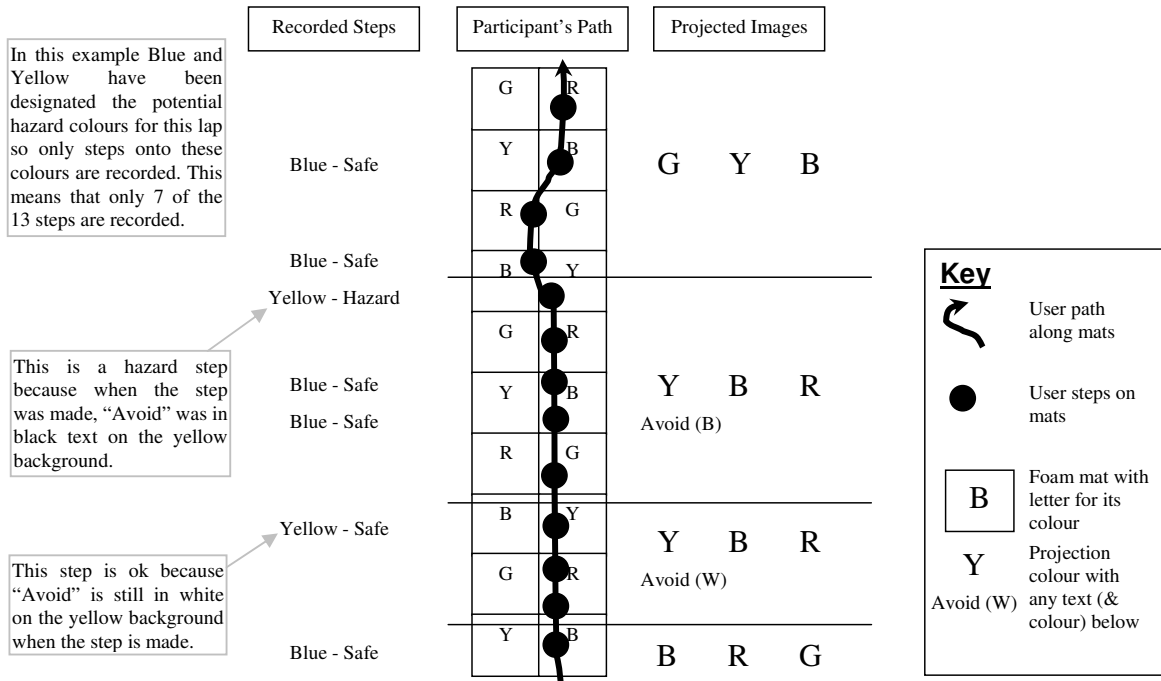 Recorded Steps
Participant's Path
Projected Images
In this example Blue and
Yellow have been
designated the potential
hazard colours for this lap
so only steps onto these
colours are recorded. This
means that only 7 of the
13 steps are recorded.
G R
Blue - Safe
Y B
G Y B
R G
Blue - Safe
B Y
Yellow - Hazard
G R
This is a hazard step
because when the step
was made, “Avoid” was in
black text on the yellow
background.
Blue - Safe
Y B
Y B R
Blue - Safe
Avoid (B)
R G
B Y
Yellow - Safe
Y B R
Avoid (W)
G R
This step is ok because
“Avoid” is still in white
on the yellow background
when the step is made.
Y B
Blue - Safe
B R G
Key
User path
along mats
User steps on
mats
B
Foam mat with
letter for its
colour
Y
Avoid (W)
Projection
colour with
any text (&
colour) below